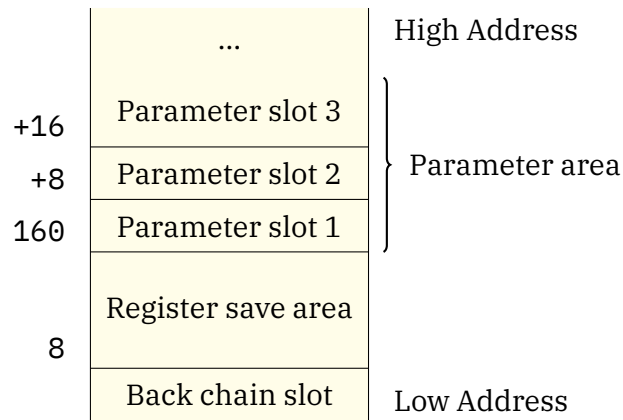 High Address
...
Parameter slot 3
+16
Parameter area
Parameter slot 2
+8
Parameter slot 1
160
Register save area
8
Back chain slot
Low Address